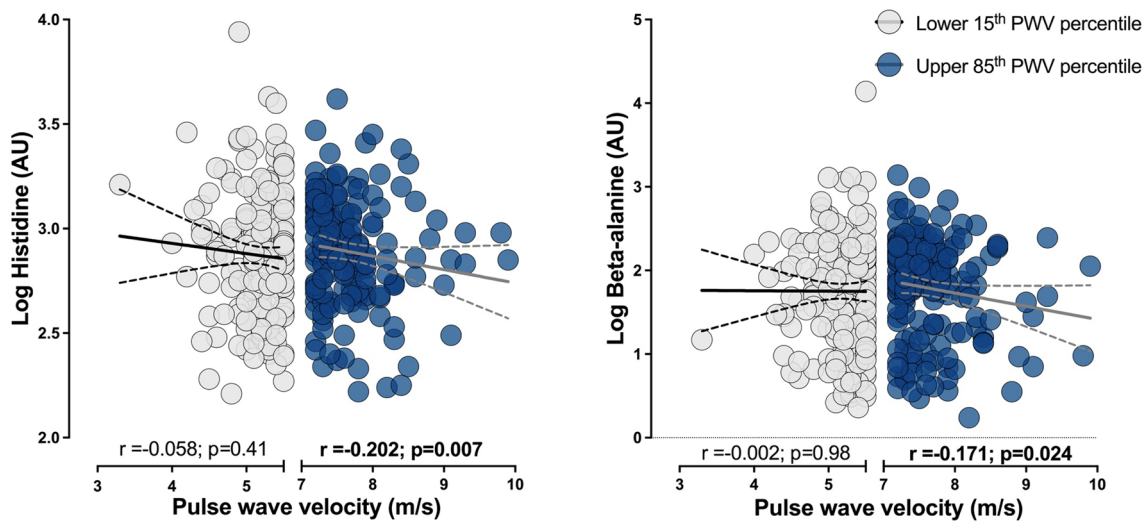 4.0
3.5
3.0
2.5
2.0
Log Histidine (AU)
r =-0.058; p=0.41
r =-0.202; p=0.007
3 4 5 7 8 9 10
Pulse wave velocity (m/s)
Lower 15th PWV percentile
Upper 85th PWV percentile
5
4
3
2
1
0
Log Beta-alanine (AU)
r =-0.002; p=0.98
r =-0.171; p=0.024
3 4 5 7 8 9 10
Pulse wave velocity (m/s)